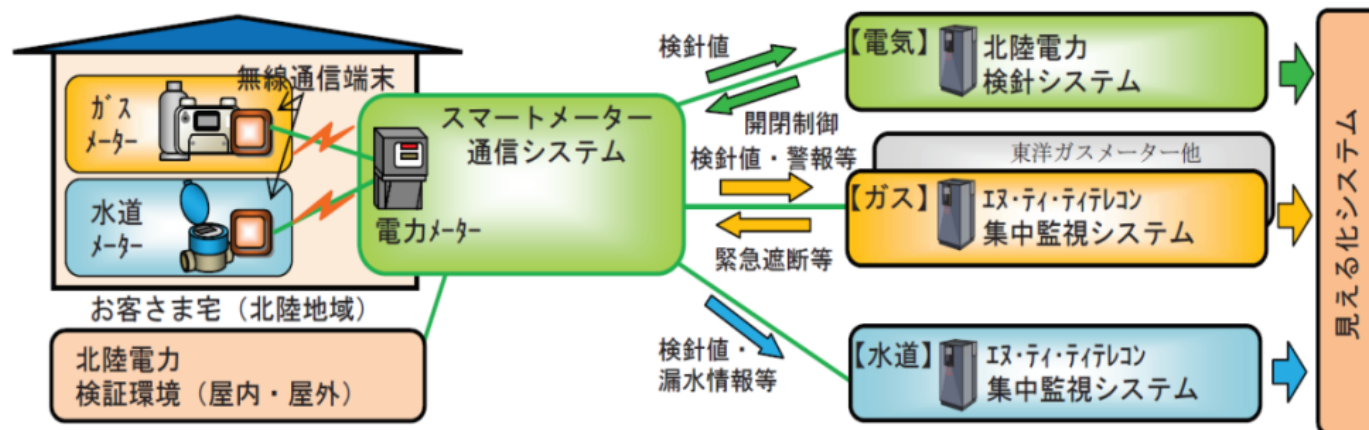 無線通信端末
ガス
メーター
水道
メーター
お客さま宅（北陸地域）
北陸電力
検証環境（屋内・屋外）
スマートメーター
通信システム
電力メーター
検針値
開閉制御
検針値・警報等
緊急遮断等
検針値・
漏水情報等
【電気】
北陸電力
検針システム
東洋ガスメーター他
【ガス】
エヌ・ティ・ティテレコン
集中監視システム
【水道】
エヌ・ティ・ティテレコン
集中監視システム
見える化システム